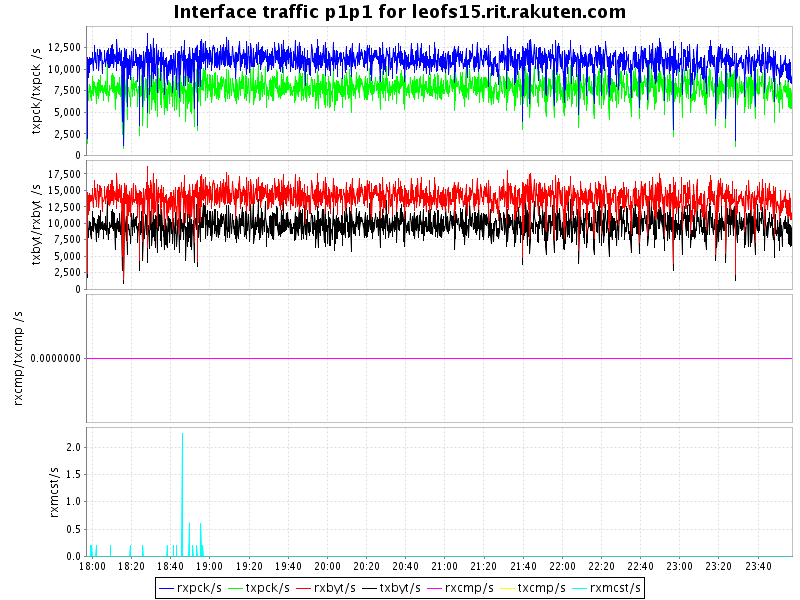 Interface traffic p1p1 for leofs15.rit.rakuten.com
txpck/txpck /s
12,500
10,000
7,500
5,000
2,500
0
txbyt/rxbyt /s
17,500
15,000
12,500
10,000
7,500
5,000
2,500
0
rxcmp/txcmp /s
0.0000000
rxmcst/s
2.0
1.5
1.0
0.5
0.0
18:00 18:20 18:40 19:00 19:20 19:40 20:00 20:20 20:40 21:00 21:20 21:40 22:00 22:20 22:40 23:00 23:20 23:40
rxpck/s txpck/s rxbyt/s txbyt/s rxcmp/s txcmp/s rxmcst/s